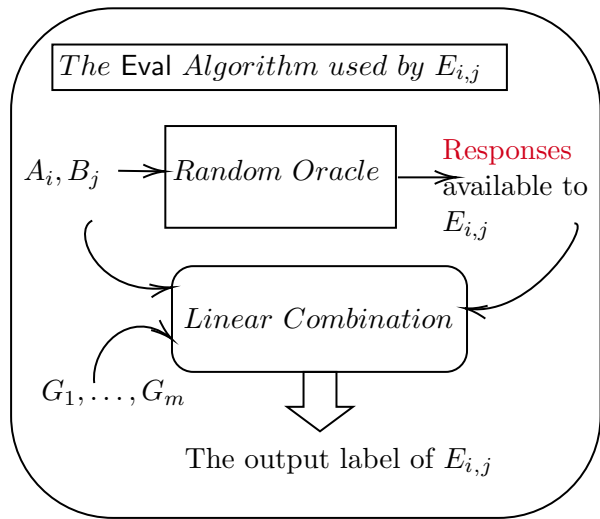 The Eval Algorithm used by E_{i,j}
A_i, B_j
Random Oracle
Responses
available to
E_{i,j}
Linear Combination
G_1, ..., G_m
The output label of E_{i,j}